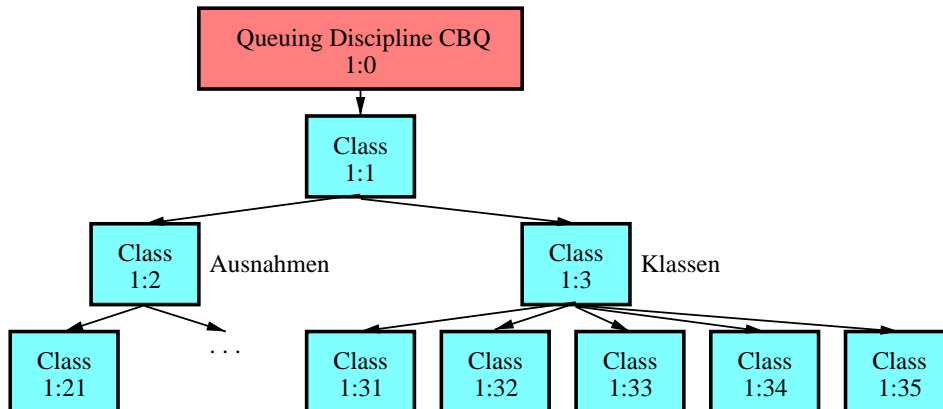 Queuing Discipline CBQ
1:0
Class
1:1
Class
1:2
Ausnahmen
Class
1:3
Klassen
Class
1:21
. . .
Class
1:31
Class
1:32
Class
1:33
Class
1:34
Class
1:35